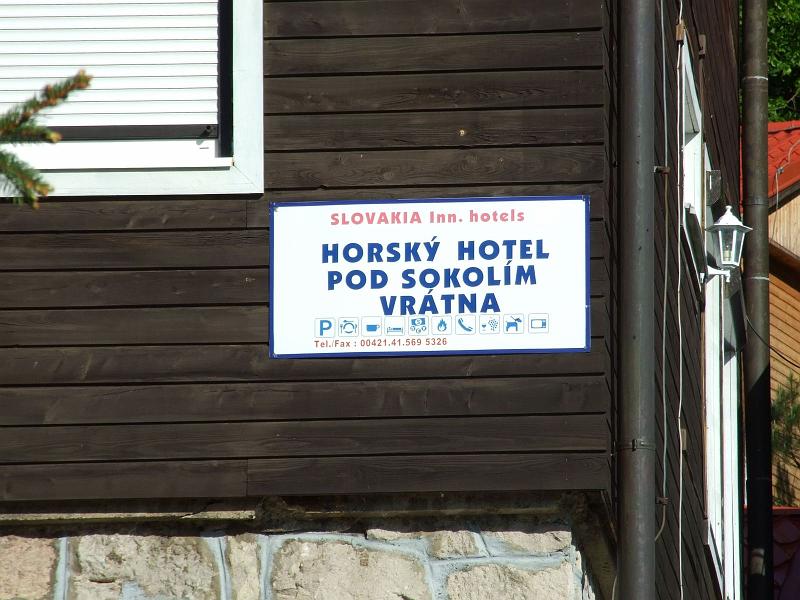 SLOVAKIA Inn. hotels
HORSKÝ HOTEL
POD SOKOLÍM
VRÁTNA
P
Tel./Fax : 00421.41.569 5326